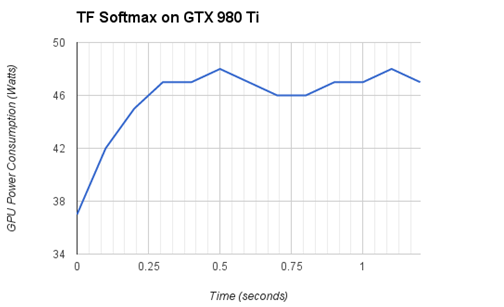 TF Softmax on GTX 980 Ti
GPU Power Consumption (Watts)
50
46
42
38
34
0 0.25 0.5 0.75 1
Time (seconds)